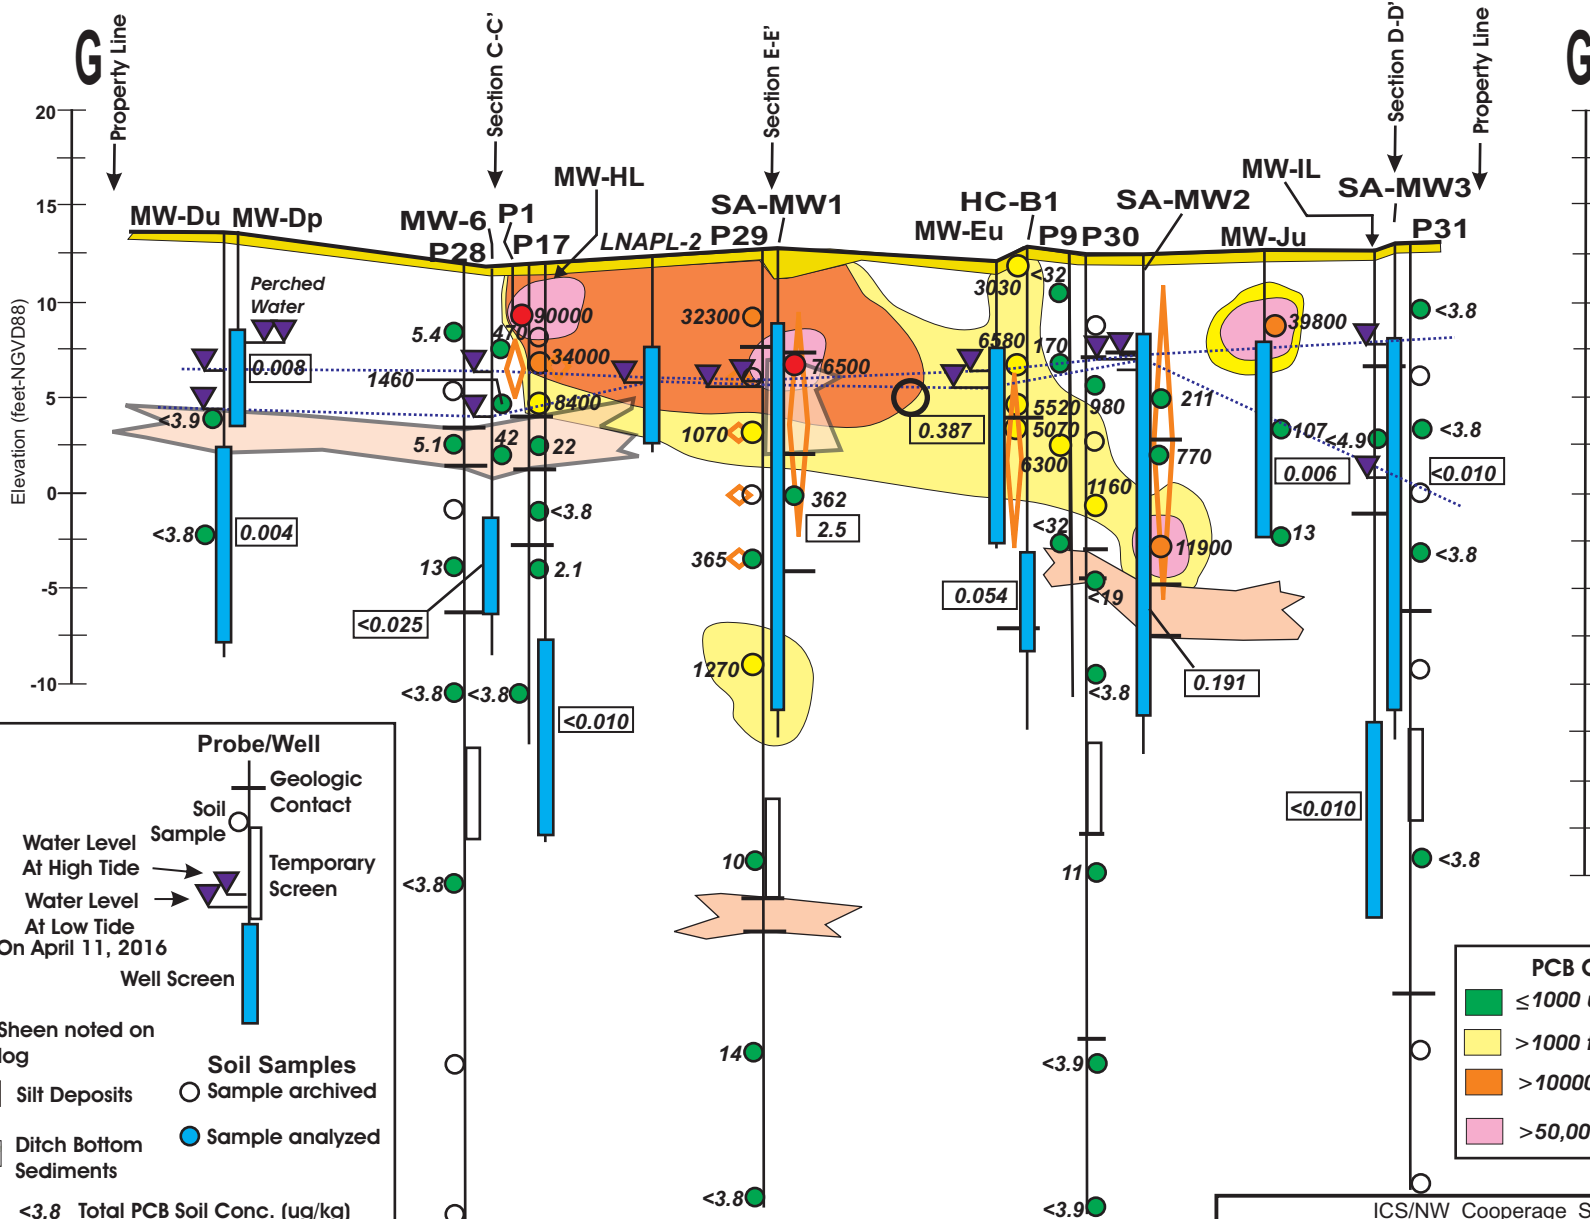 G
G
Property Line
Section C-C'
Section E-E'
Section D-D'
Property Line
Elevation (feet-NGVD88)
20
15
10
5
0
-5
-10
MW-Du
MW-Dp
MW-6
P28
P1
P17
MW-HL
LNAPL-2
SA-MW1
P29
HC-B1
MW-Eu
P9
P30
SA-MW2
MW-Ju
MW-IL
SA-MW3
P31
Perched
Water
0.008
<3.9
<3.8
0.004
5.4
1460
5.1
13
<0.025
<3.8
<3.8
470
42
<3.8
90000
34000
8400
22
<3.8
2.1
<0.010
32300
76500
1070
362
2.5
365
1270
10
14
<3.8
0.387
3030
6580
5520
5070
6300
0.054
<32
170
<32
980
1160
<19
<3.8
11
<3.9
<3.9
211
770
11900
0.191
39800
107
13
0.006
<4.9
<0.010
<3.8
<3.8
<0.010
<3.8
<3.8
Probe/Well
Geologic
Contact
Soil
Sample
Temporary
Screen
Water Level
At High Tide
Water Level
At Low Tide
On April 11, 2016
Well Screen
Sheen noted on
log
Silt Deposits
Ditch Bottom
Sediments
Soil Samples
Sample archived
Sample analyzed
<3.8 Total PCB Soil Conc. (ug/kg)
PCB
≤1000
>1000
>10000
>50,00
ICS/NW Cooperage S